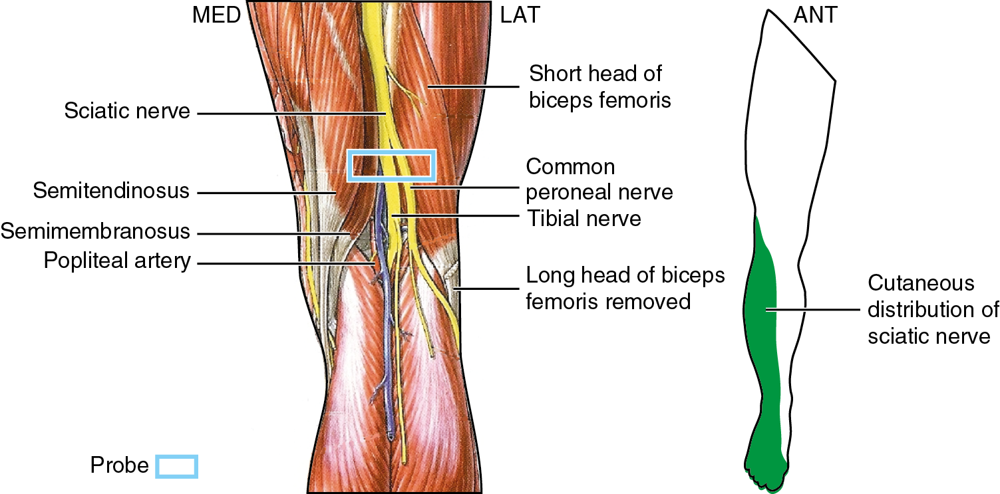 MED
LAT
ANT
Sciatic nerve
Semitendinosus
Semimembranosus
Popliteal artery
Probe
Short head of
biceps femoris
Common
peroneal nerve
Tibial nerve
Long head of biceps
femoris removed
Cutaneous
distribution of
sciatic nerve